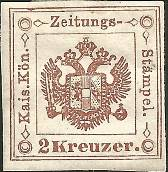 Zeitungs-
Kais. Kön.
Stämpel.
2 Kreuzer.